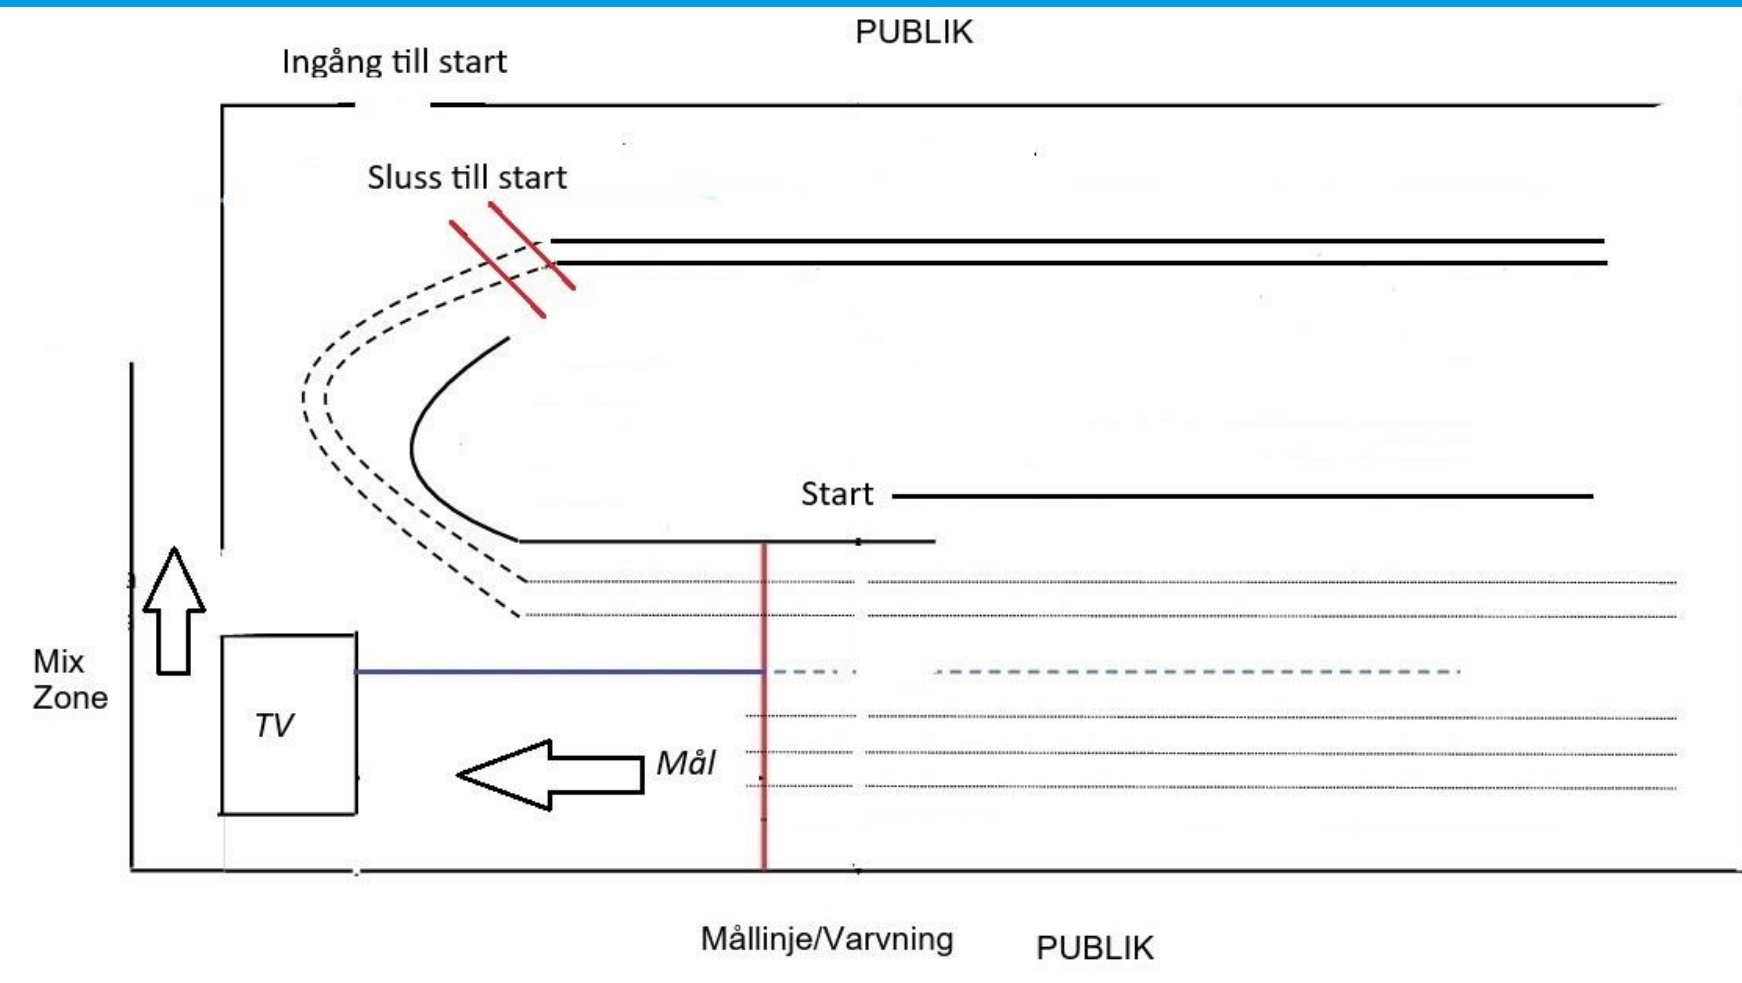 PUBLIK
Ingång till start
Sluss till start
Start
Mix
Zone
TV
Mål
Mållinje/Varvning
PUBLIK